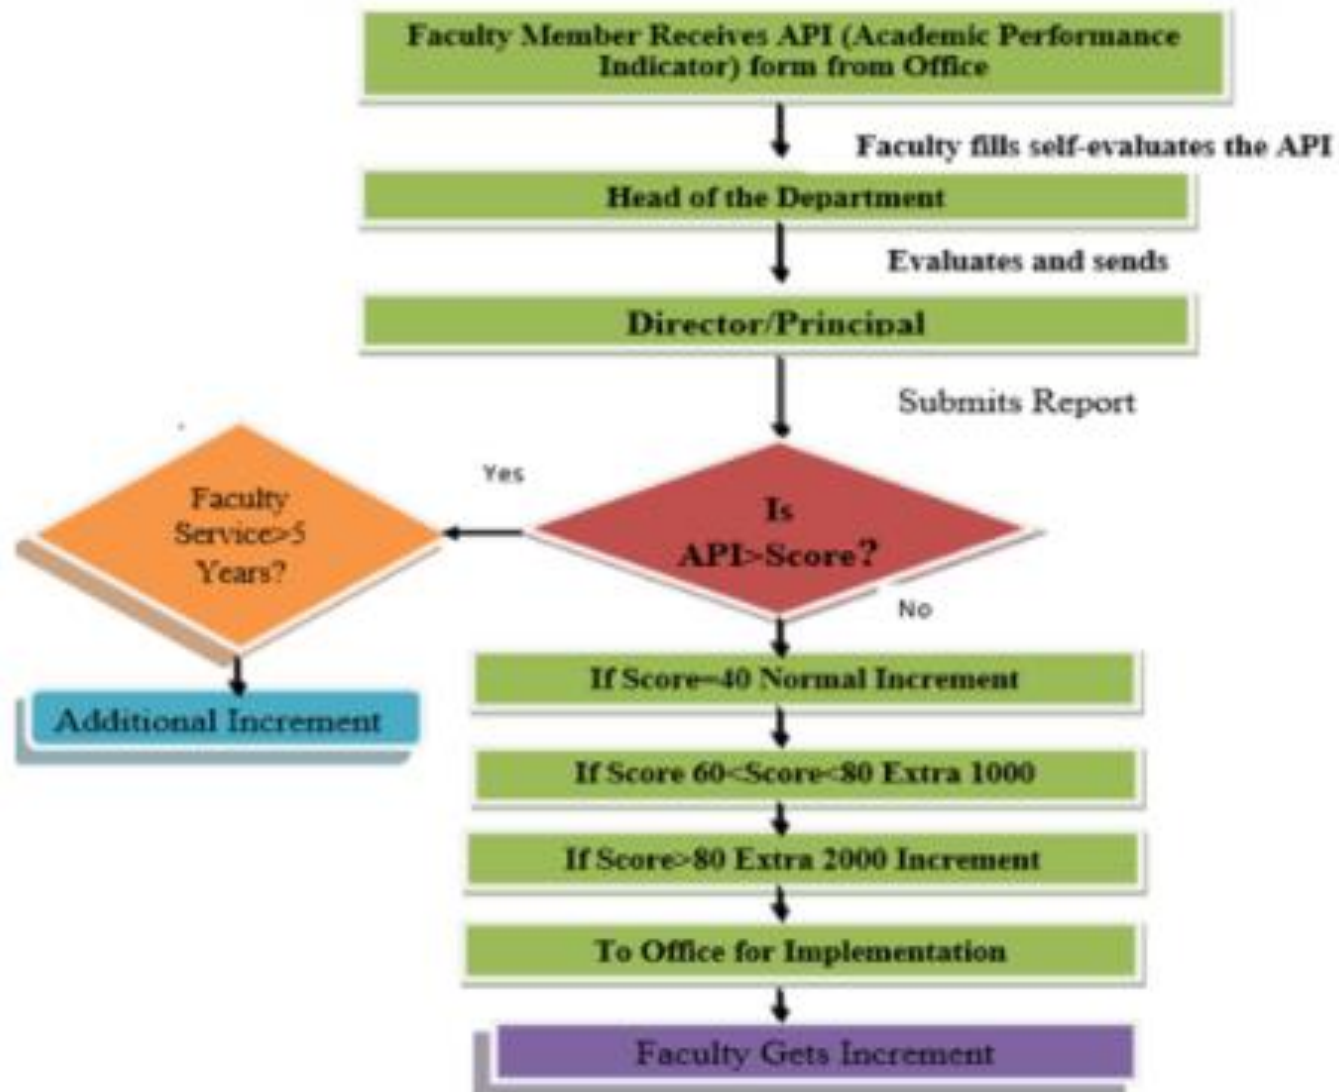 Faculty Member Receives API (Academic Performance
Indicator) form from Office
Faculty fills self-evaluates the API
Head of the Department
Evaluates and sends
Director/Principal
Submits Report
Yes
Faculty
Service>5
Years?
Is
API>Score?
No
Additional Increment
If Score=40 Normal Increment
If Score 60<Score<80 Extra 1000
If Score>80 Extra 2000 Increment
To Office for Implementation
Faculty Gets Increment